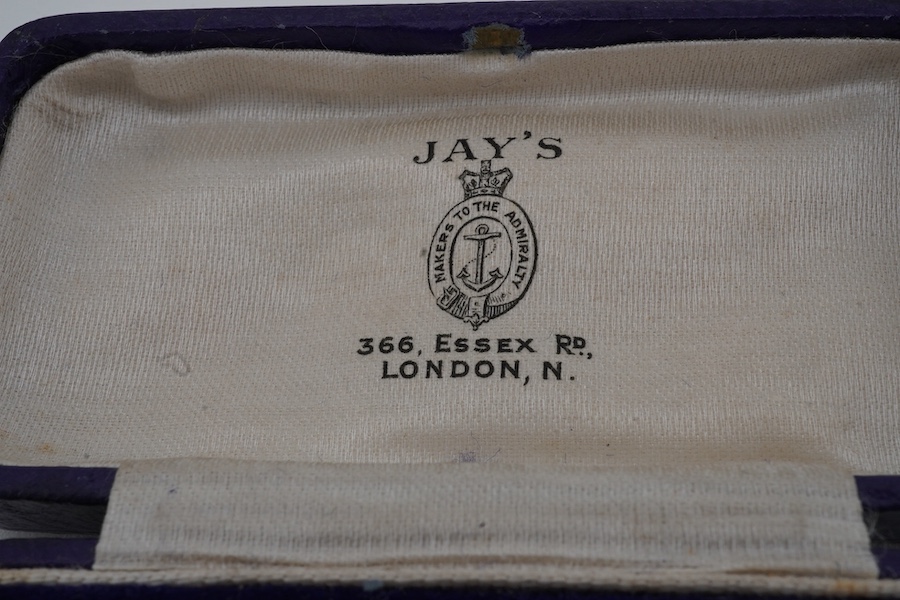 JAY'S
MAKERS TO THE ADMIRALTY
366, ESSEX RD.,
LONDON, N.